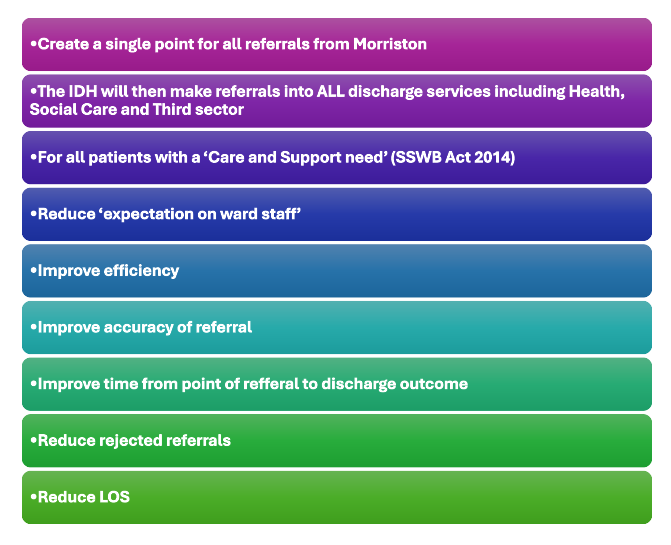 •Create a single point for all referrals from Morriston
•The IDH will then make referrals into ALL discharge services including Health,
Social Care and Third sector
•For all patients with a ‘Care and Support need’ (SSWB Act 2014)
•Reduce ‘expectation on ward staff’
•Improve efficiency
•Improve accuracy of referral
•Improve time from point of refferal to discharge outcome
•Reduce rejected referrals
•Reduce LOS